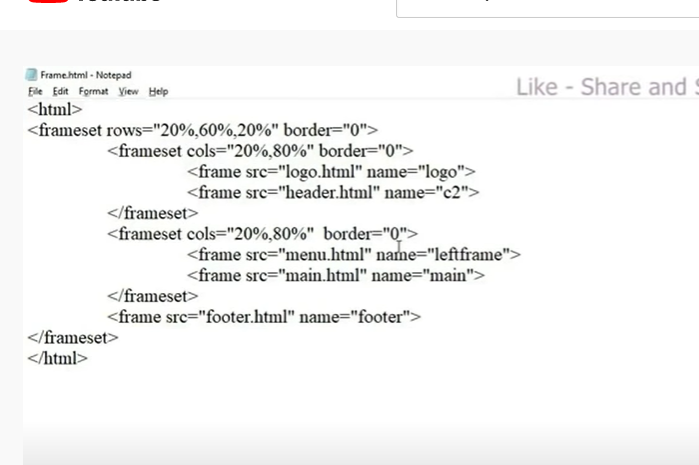 Frame.html - Notepad
File Edit Format View Help
Like - Share and
<html>
<frameset rows="20%,60%,20%" border="0">
<frameset cols="20%,80%" border="0">
<frame src="logo.html" name="logo">
<frame src="header.html" name="c2">
</frameset>
<frameset cols="20%,80%"  border="0">
<frame src="menu.html" name="leftframe">
<frame src="main.html" name="main">
</frameset>
<frame src="footer.html" name="footer">
</frameset>
</html>